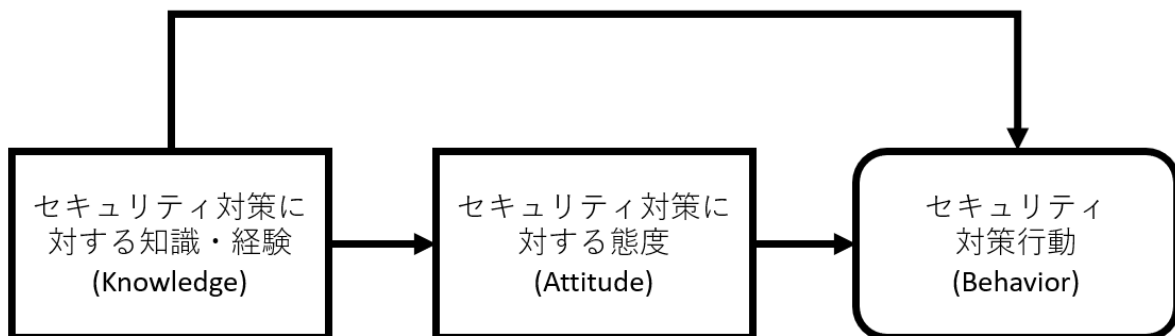 セキュリティ対策に
対する知識・経験
(Knowledge)
セキュリティ対策に
対する態度
(Attitude)
セキュリティ
対策行動
(Behavior)